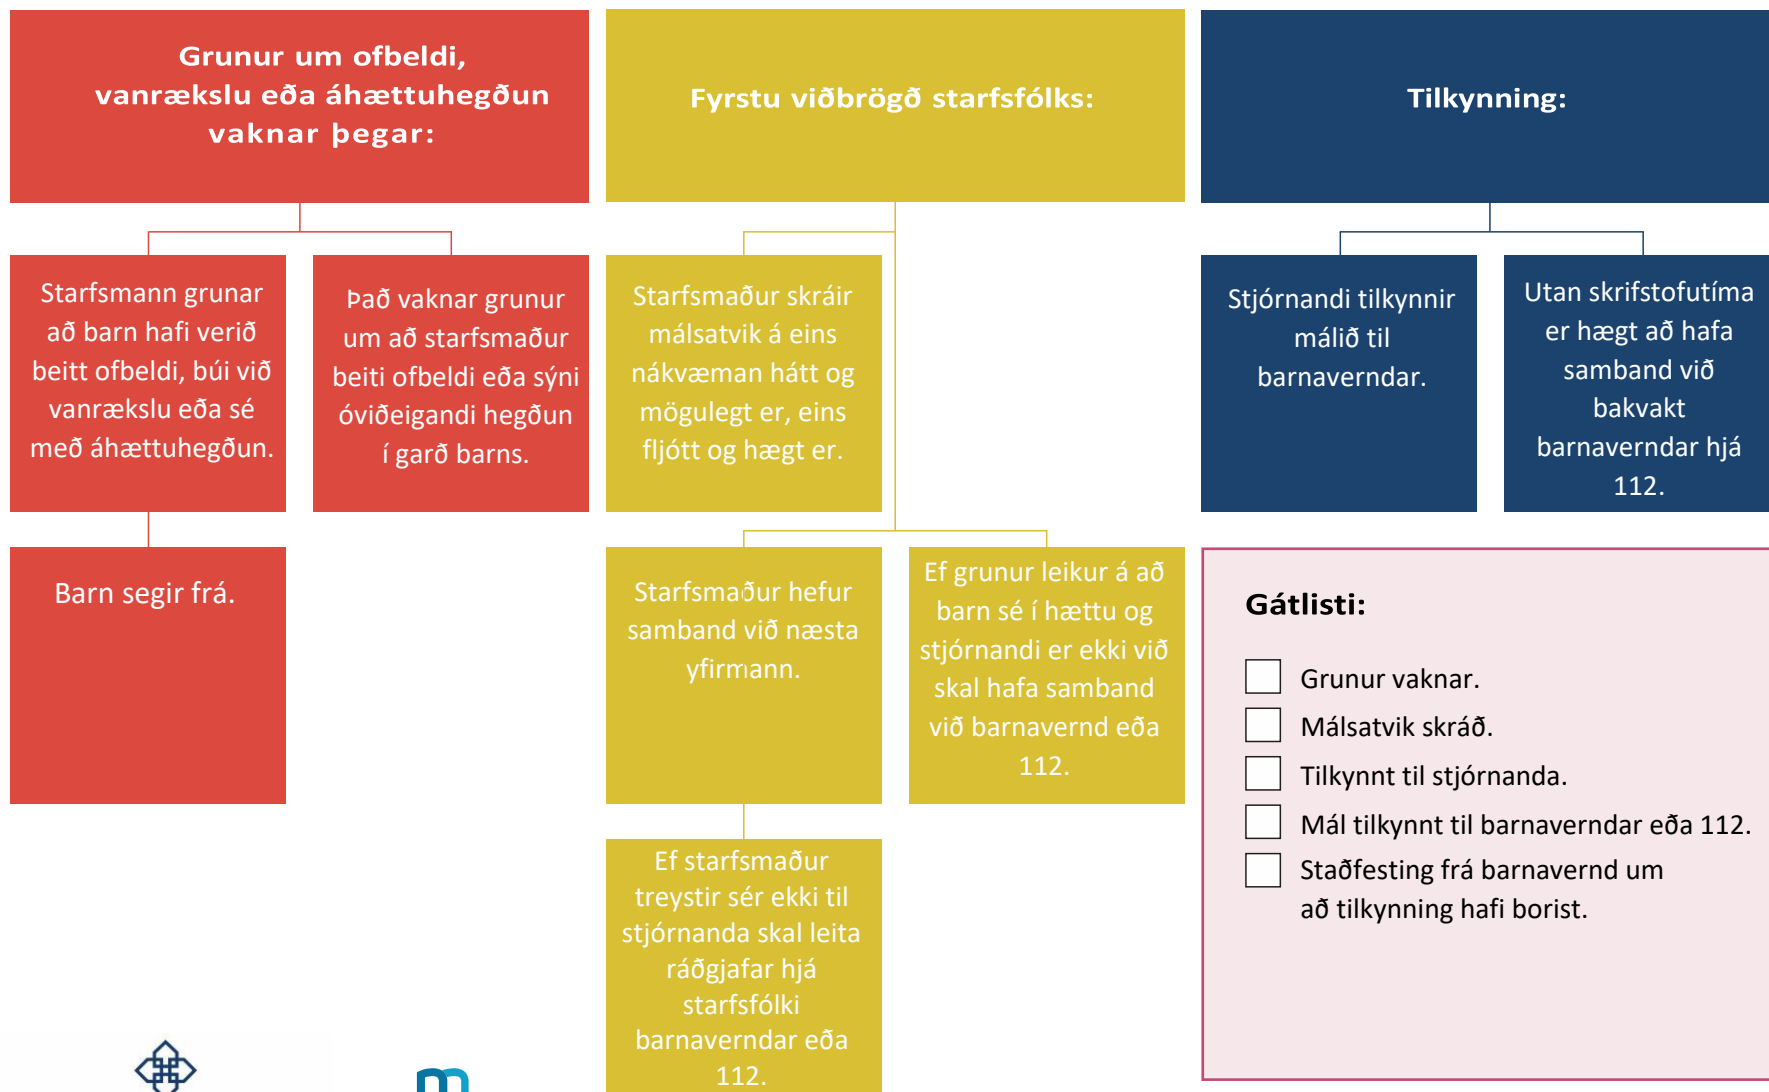 Grunur um ofbeldi,
vanrækslu eða áhættuhegðun
vaknar þegar:
Starfsmann grunar
að barn hafi verið
beitt ofbeldi, búi við
vanrækslu eða sé
með áhættuhegðun.
Það vaknar grunur
um að starfsmaður
beiti ofbeldi eða sýni
óviðeigandi hegðun
í garð barns.
Barn segir frá.
Fyrstu viðbrögð starfsfólks:
Starfsmaður skráir
málsatvik á eins
nákvæman hátt og
mögulegt er, eins
fljótt og hægt er.
Starfsmaður hefur
samband við næsta
yfirmann.
Ef grunur leikur á að
barn sé í hættu og
stjórnandi er ekki við
skal hafa samband
við barnavernd eða
112.
Ef starfsmaður
treystir sér ekki til
stjórnanda skal leita
ráðgjafar hjá
starfsfólki
barnaverndar eða
112.
Tilkynning:
Stjórnandi tilkynnir
málið til
barnaverndar.
Utan skrifstofutíma
er hægt að hafa
samband við
bakvakt
barnaverndar hjá
112.
Gátlisti:
Grunur vaknar.
Málsatvik skráð.
Tilkynnt til stjórnanda.
Mál tilkynnt til barnaverndar eða 112.
Staðfesting frá barnavernd um
að tilkynning hafi borist.